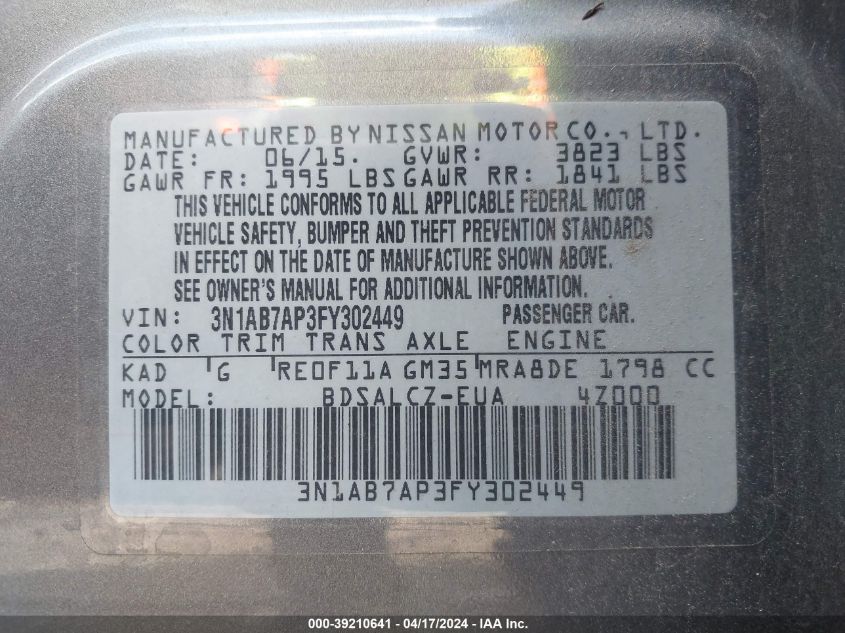 MANUFACTURED BY NISSAN MOTOR CO., LTD.
DATE: 06/15. GVWR: 3823 LBS
GAWR FR: 1995 LBS GAWR RR: 1841 LBS
THIS VEHICLE CONFORMS TO ALL APPLICABLE FEDERAL MOTOR
VEHICLE SAFETY, BUMPER AND THEFT PREVENTION STANDARDS
IN EFFECT ON THE DATE OF MANUFACTURE SHOWN ABOVE.
SEE OWNER'S MANUAL FOR ADDITIONAL INFORMATION.
VIN: 3N1AB7AP3FY302449 PASSENGER CAR.
COLOR TRIM TRANS AXLE ENGINE
KAD G RE0F11A GM35 MRA8DE 1798 CC
MODEL: BDSALCZ-EUA 4Z000
3N1AB7AP3FY302449
000-39210641 - 04/17/2024 - IAA Inc.